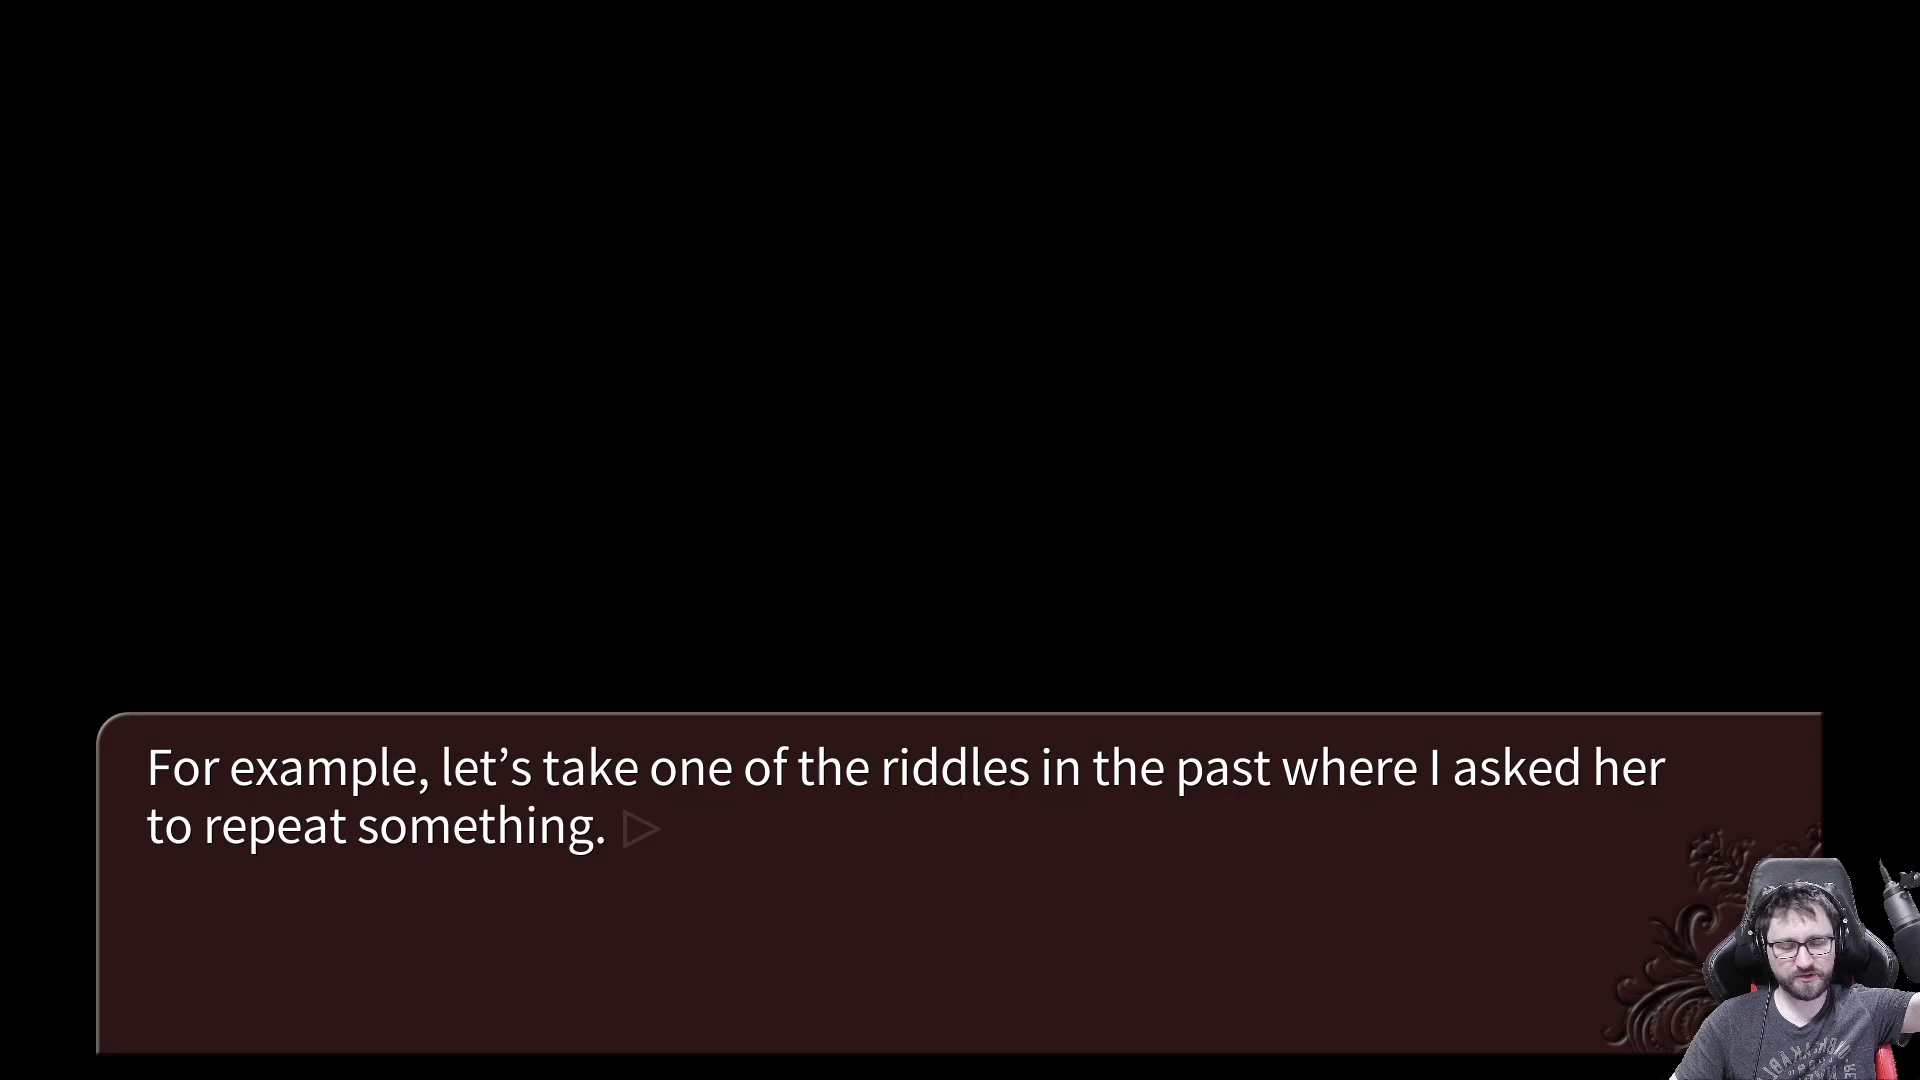 For example, let’s take one of the riddles in the past where I asked her
to repeat something.